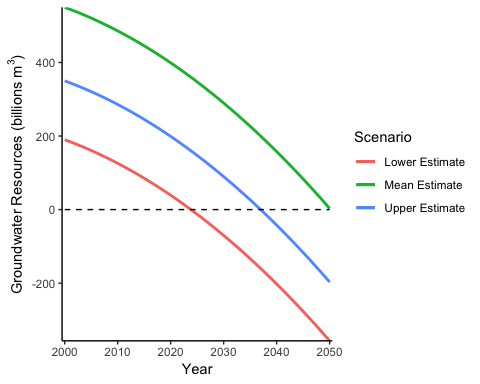 Groundwater Resources (billions m³)
400
200
0
-200
2000 2010 2020 2030 2040 2050
Year
Scenario
Lower Estimate
Mean Estimate
Upper Estimate